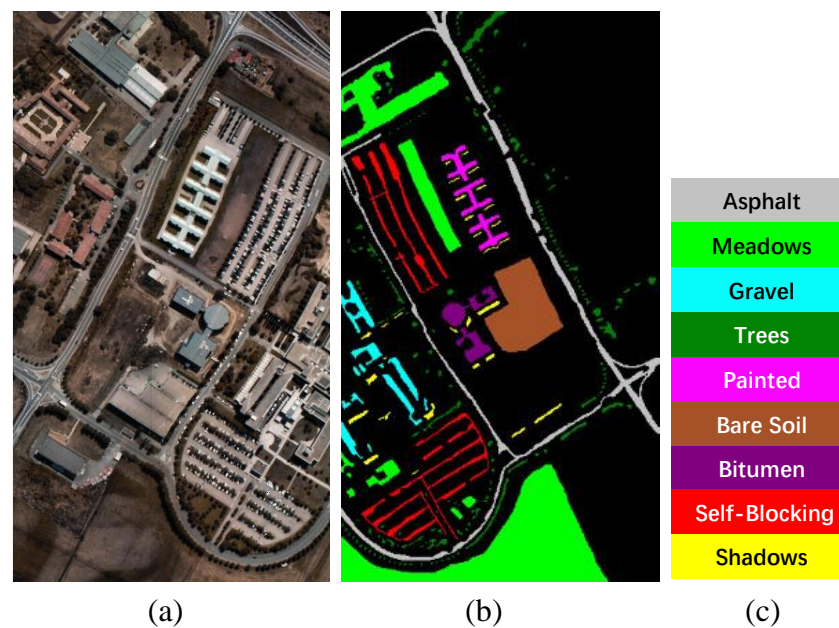 Asphalt
Meadows
Gravel
Trees
Painted
Bare Soil
Bitumen
Self-Blocking
Shadows
(a) (b) (c)